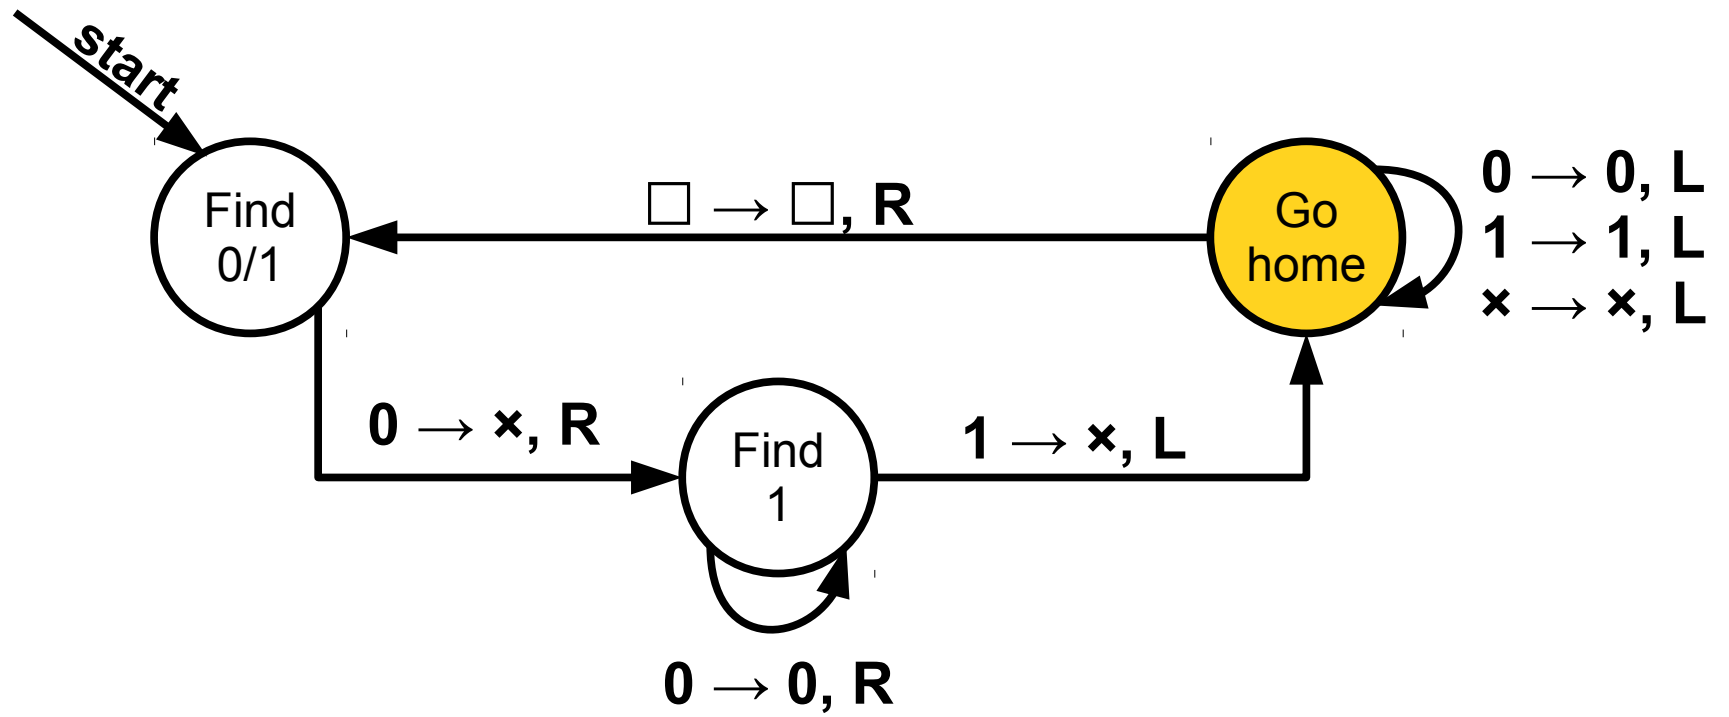 start
Find
0/1
□ → □, R
Go
home
0 → 0, L
1 → 1, L
× → ×, L
0 → ×, R
Find
1
1 → ×, L
0 → 0, R